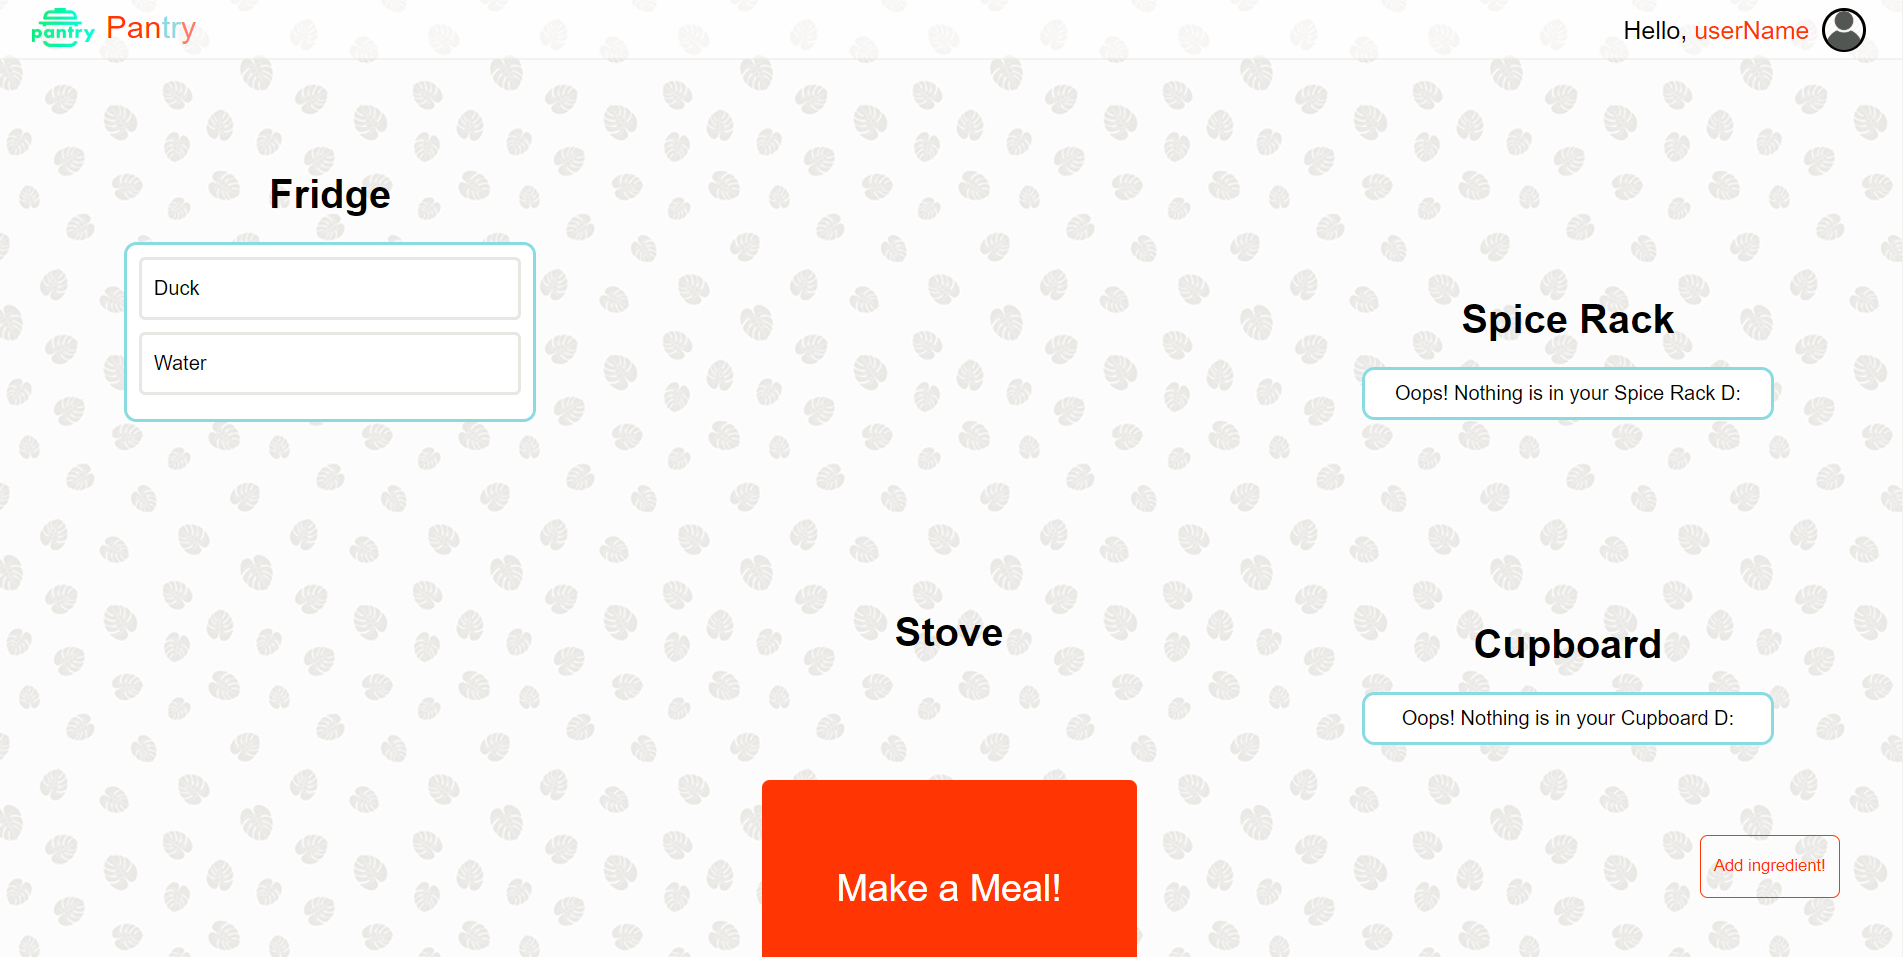 pantry Pantry
Hello, userName
Fridge
Duck
Water
Spice Rack
Oops! Nothing is in your Spice Rack D:
Stove
Make a Meal!
Cupboard
Oops! Nothing is in your Cupboard D:
Add ingredient!